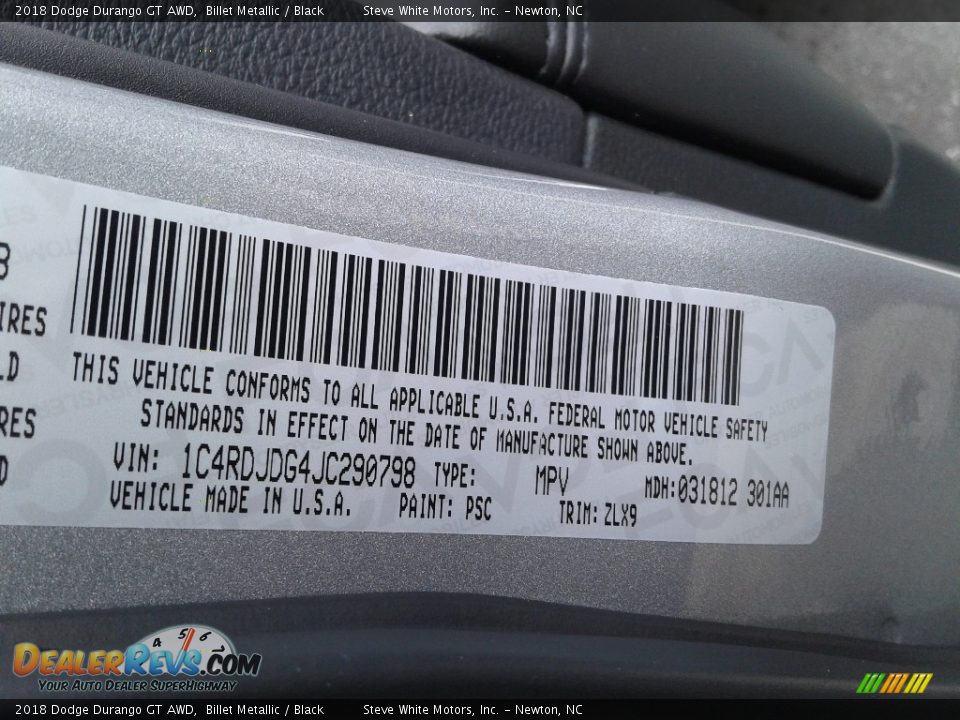 2018 Dodge Durango GT AWD, Billet Metallic / Black Steve White Motors, Inc. – Newton, NC
THIS VEHICLE CONFORMS TO ALL APPLICABLE U.S.A. FEDERAL MOTOR VEHICLE SAFETY
STANDARDS IN EFFECT ON THE DATE OF MANUFACTURE SHOWN ABOVE.
VIN: 1C4RDJDG4JC290798 TYPE: MPV MDH:031812 301AA
VEHICLE MADE IN U.S.A. PAINT: PSC TRIM: ZLX9
4 5 6
DealerRevs.com
Your Auto Dealer SuperHighway
2018 Dodge Durango GT AWD, Billet Metallic / Black Steve White Motors, Inc. – Newton, NC